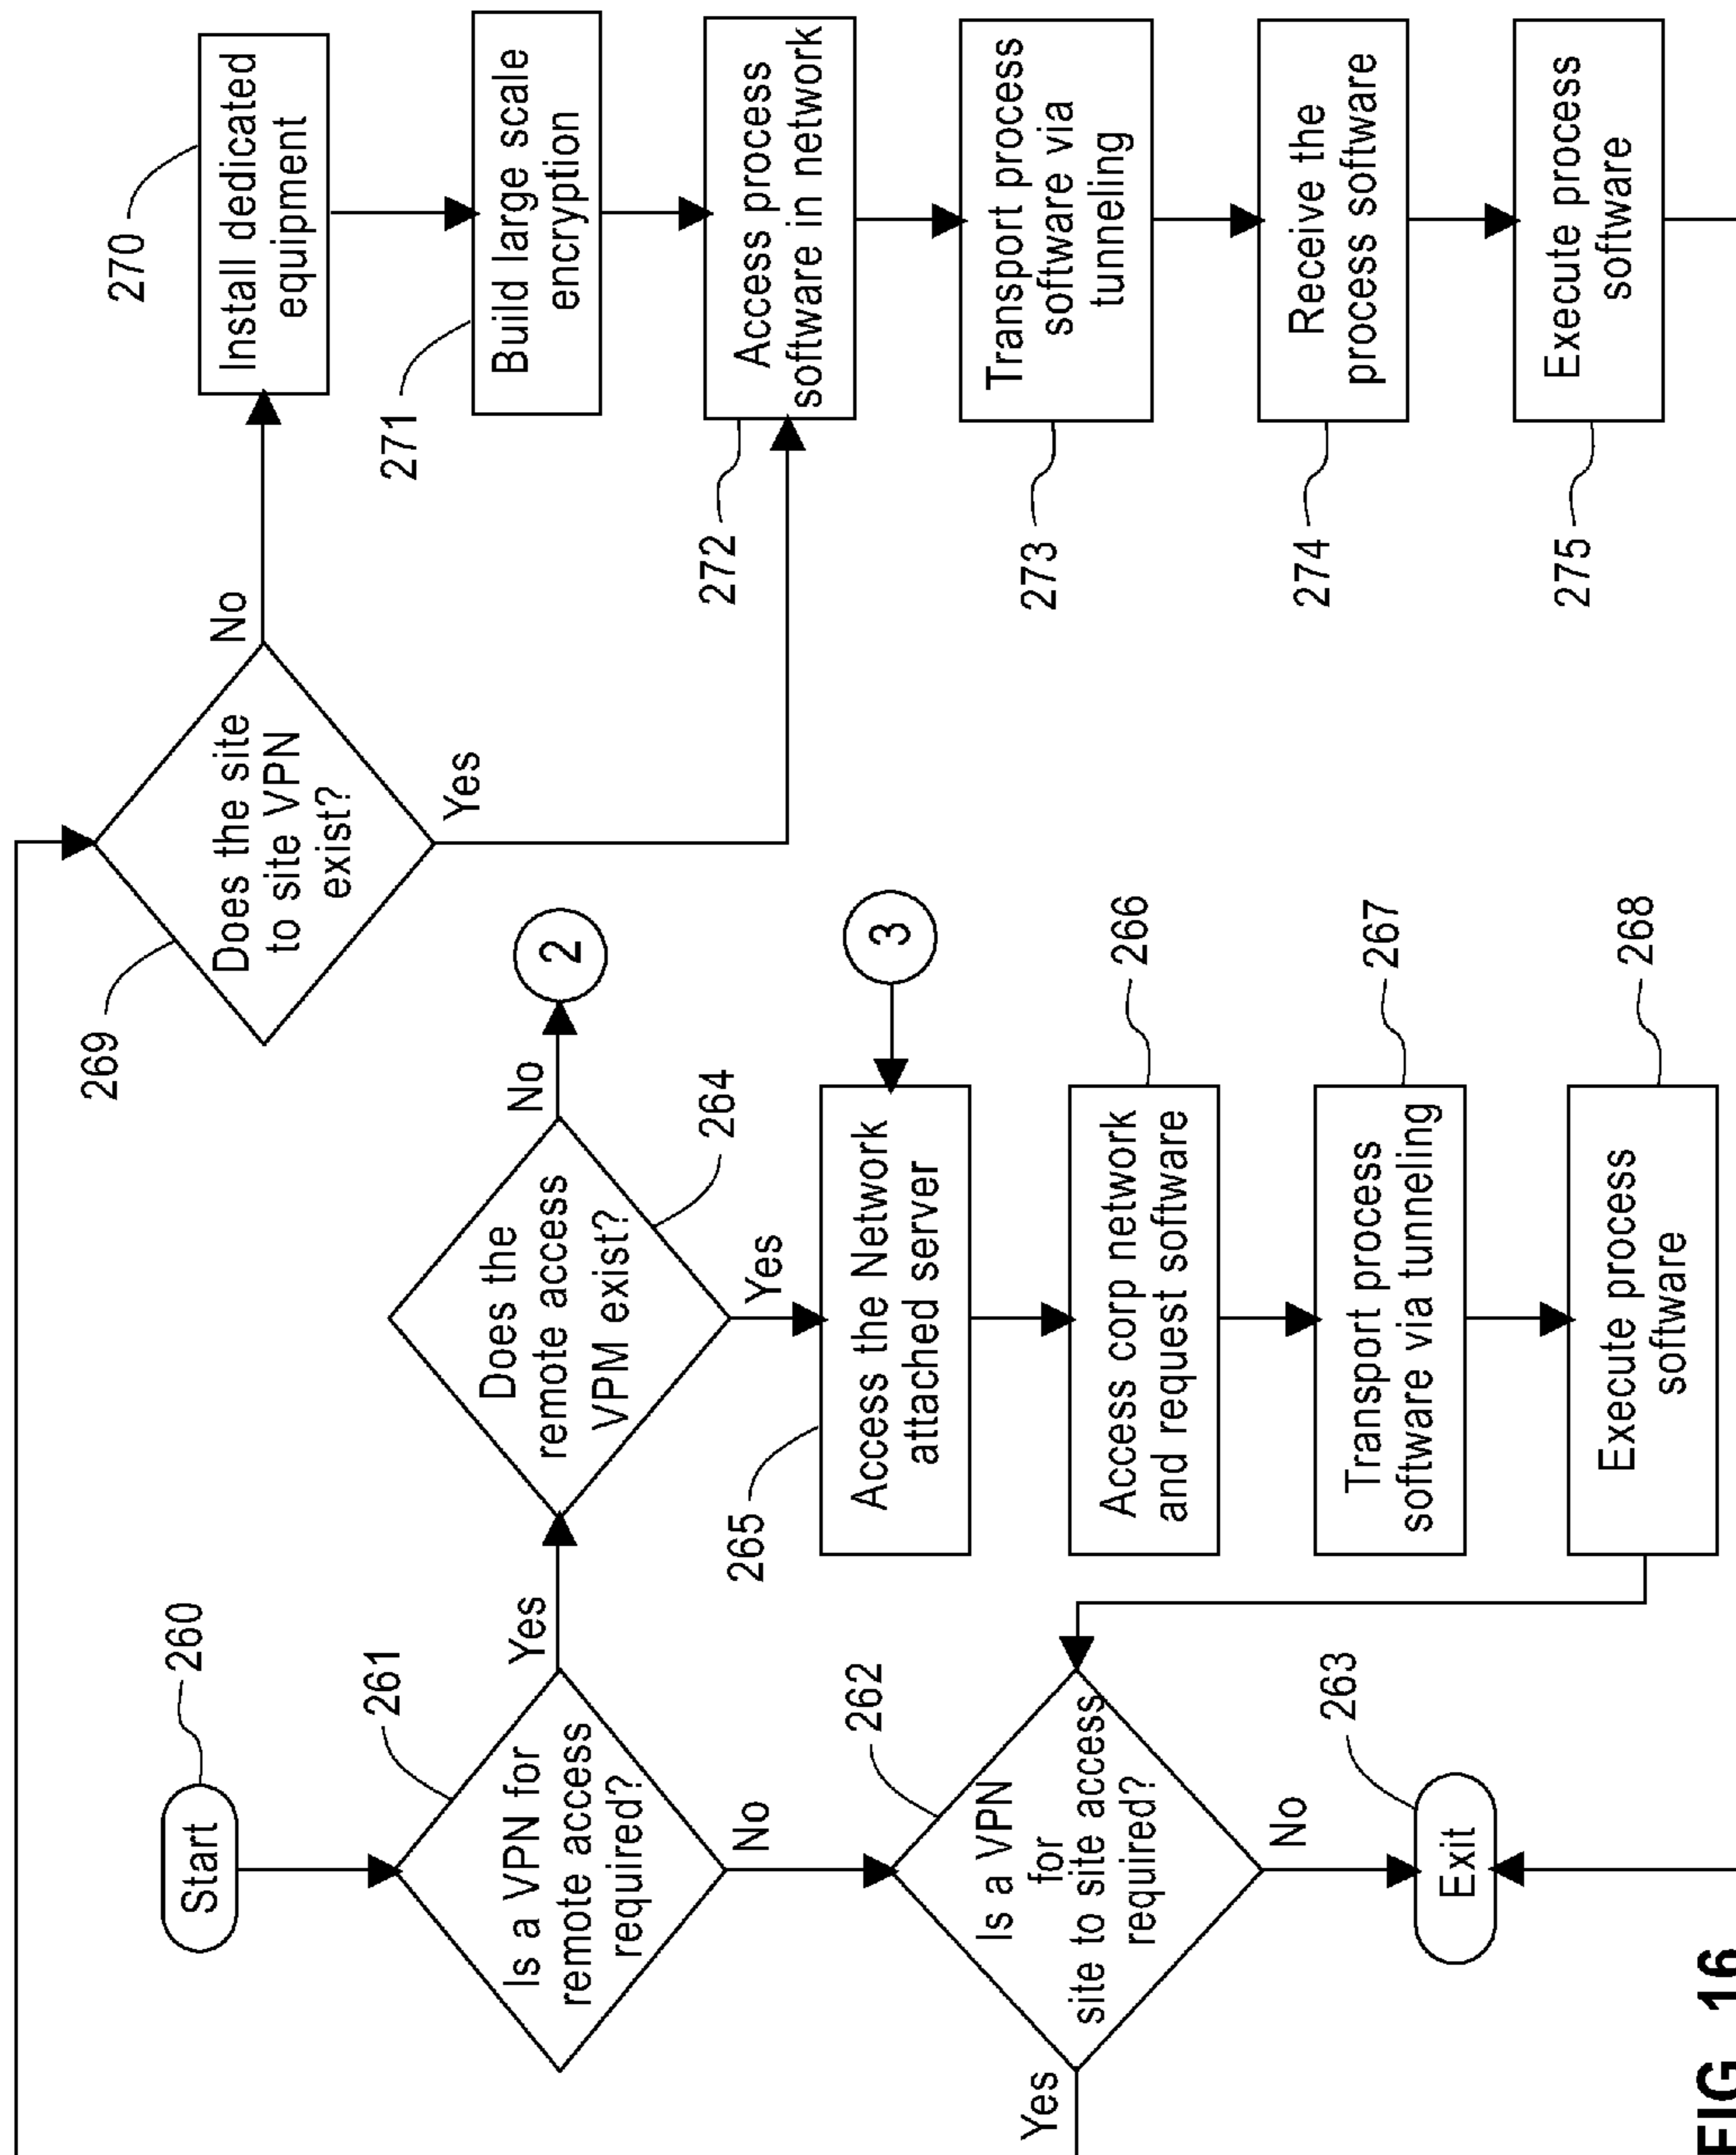 260
Start
261
Is a VPN for
remote access
required?
Yes
No
Does the
remote access
VPM exist?
264
No
2
Yes
262
Is a VPN
for
site to site access
required?
Yes
No
263
Exit
265
Access the Network
attached server
3
266
Access corp network
and request software
267
Transport process
software via tunneling
268
Execute process
software
269
Does the site
to site VPN
exist?
No
Yes
270
Install dedicated
equipment
271
Build large scale
encryption
272
Access process
software in network
273
Transport process
software via
tunneling
274
Receive the
process software
275
Execute process
software
FIG. 16